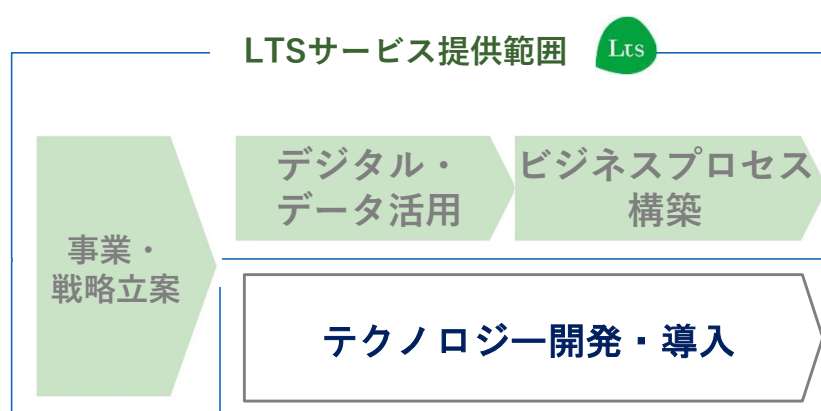 LTSサービス提供範囲
Lts
デジタル・
データ活用
ビジネスプロセス
構築
事業・
戦略立案
テクノロジー開発・導入